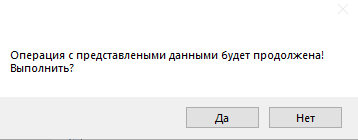 Операция с представлеными данными будет продолжена!
Выполнить?
Да Нет